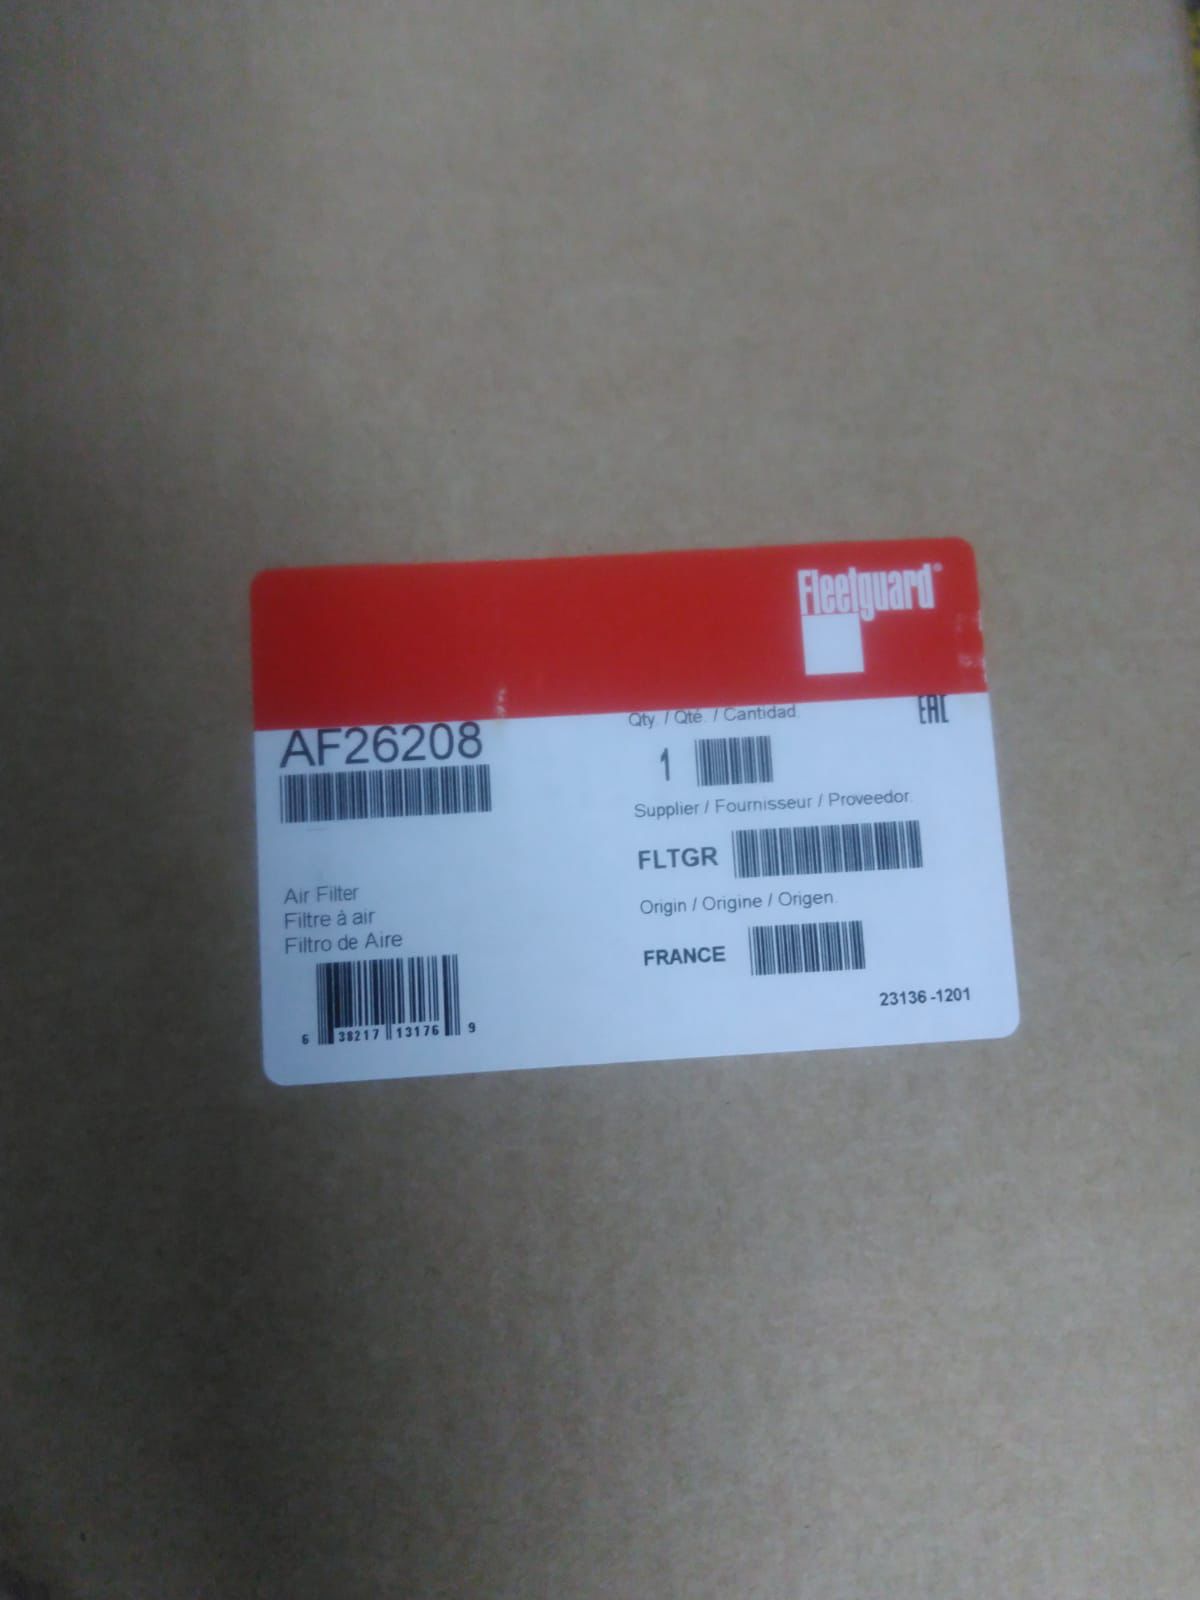 Fleetguard®
AF26208
Air Filter
Filtre à air
Filtro de Aire
6 38217 13176 9
Qty. / Qté. / Cantidad.
EAC
1
Supplier / Fournisseur / Proveedor.
FLTGR
Origin / Origine / Origen.
FRANCE
23136 -1201